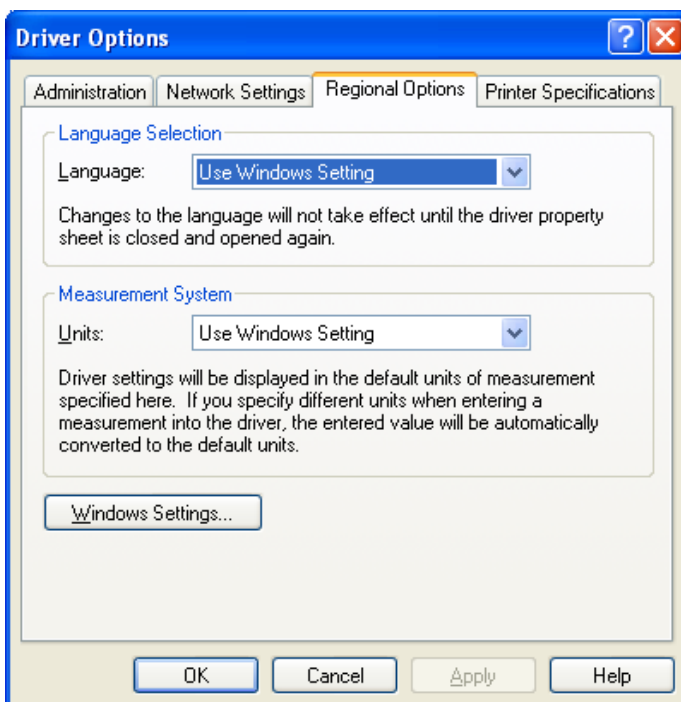 Driver Options
Administration Network Settings Regional Options Printer Specifications
Language Selection
Language: Use Windows Setting
Changes to the language will not take effect until the driver property
sheet is closed and opened again.
Measurement System
Units: Use Windows Setting
Driver settings will be displayed in the default units of measurement
specified here. If you specify different units when entering a
measurement into the driver, the entered value will be automatically
converted to the default units.
Windows Settings...
OK Cancel Apply Help